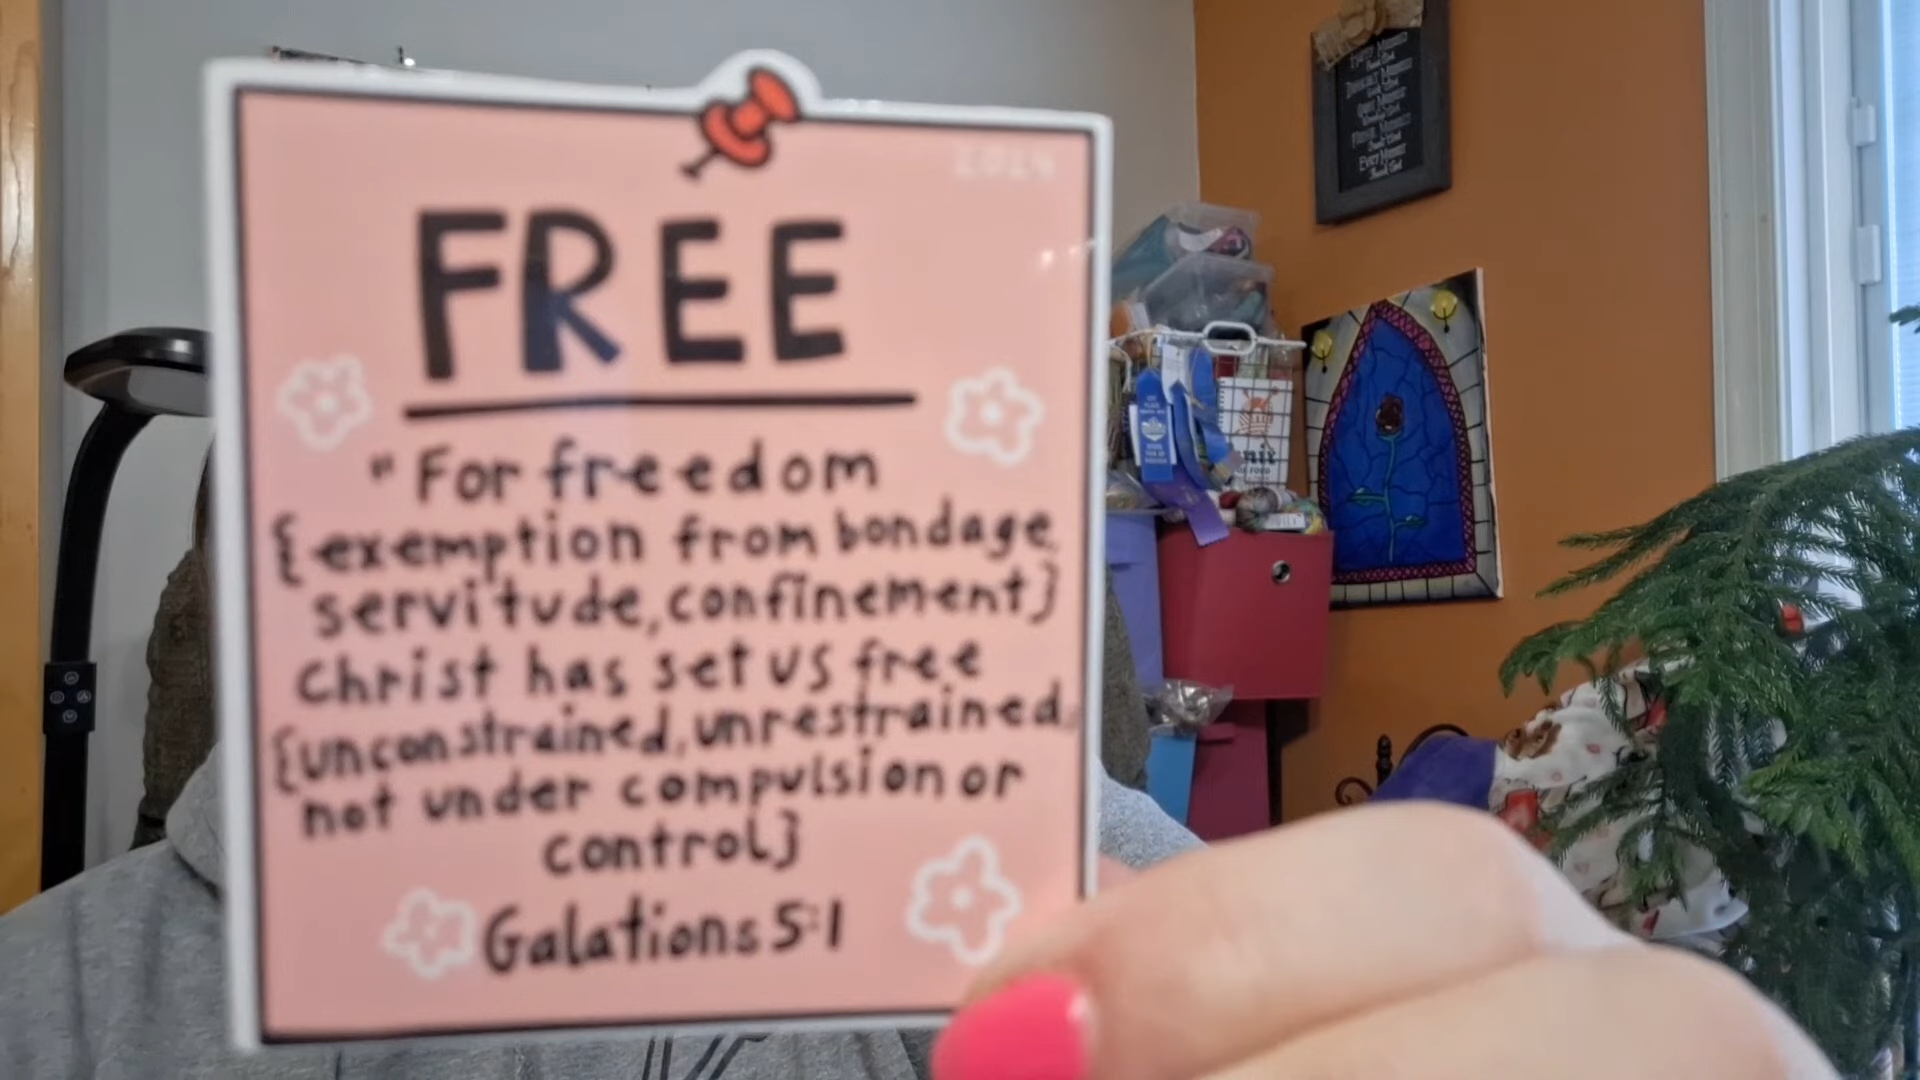 2024
FREE
"For freedom
{exemption from bondage,
servitude, confinement}
Christ has set us free
{unconstrained, unrestrained,
not under compulsion or
control}
Galations 5:1